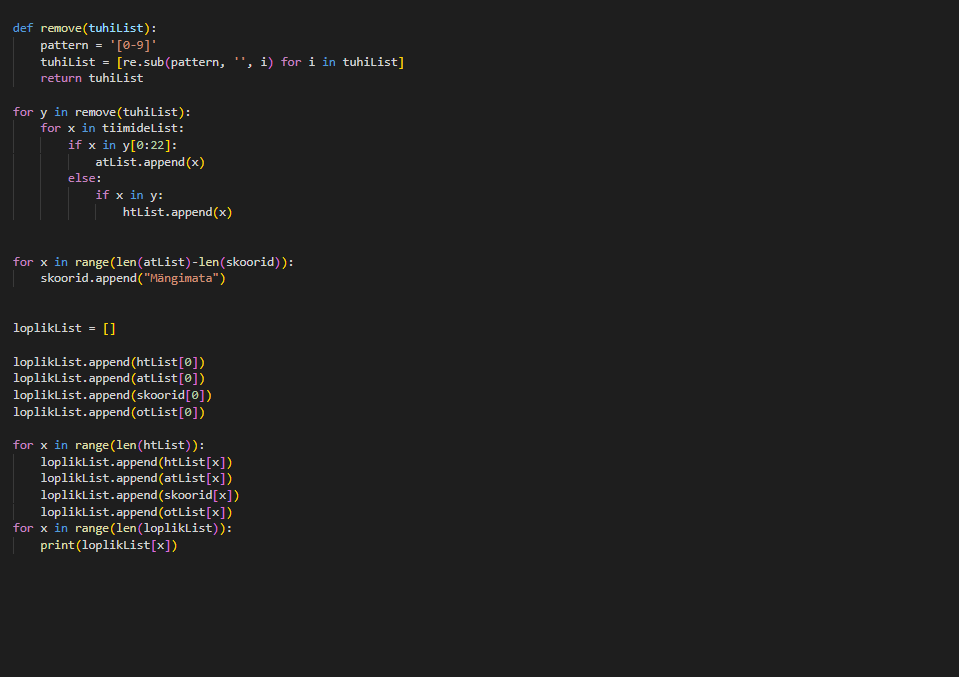 def remove(tuhiList):
    pattern = '[0-9]'
    tuhiList = [re.sub(pattern, '', i) for i in tuhiList]
    return tuhiList

for y in remove(tuhiList):
    for x in tiimideList:
        if x in y[0:22]:
            atList.append(x)
        else:
            if x in y:
                htList.append(x)


for x in range(len(atList)-len(skoorid)):
    skoorid.append("Mängimata")


loplikList = []

loplikList.append(htList[0])
loplikList.append(atList[0])
loplikList.append(skoorid[0])
loplikList.append(otList[0])

for x in range(len(htList)):
    loplikList.append(htList[x])
    loplikList.append(atList[x])
    loplikList.append(skoorid[x])
    loplikList.append(otList[x])
for x in range(len(loplikList)):
    print(loplikList[x])